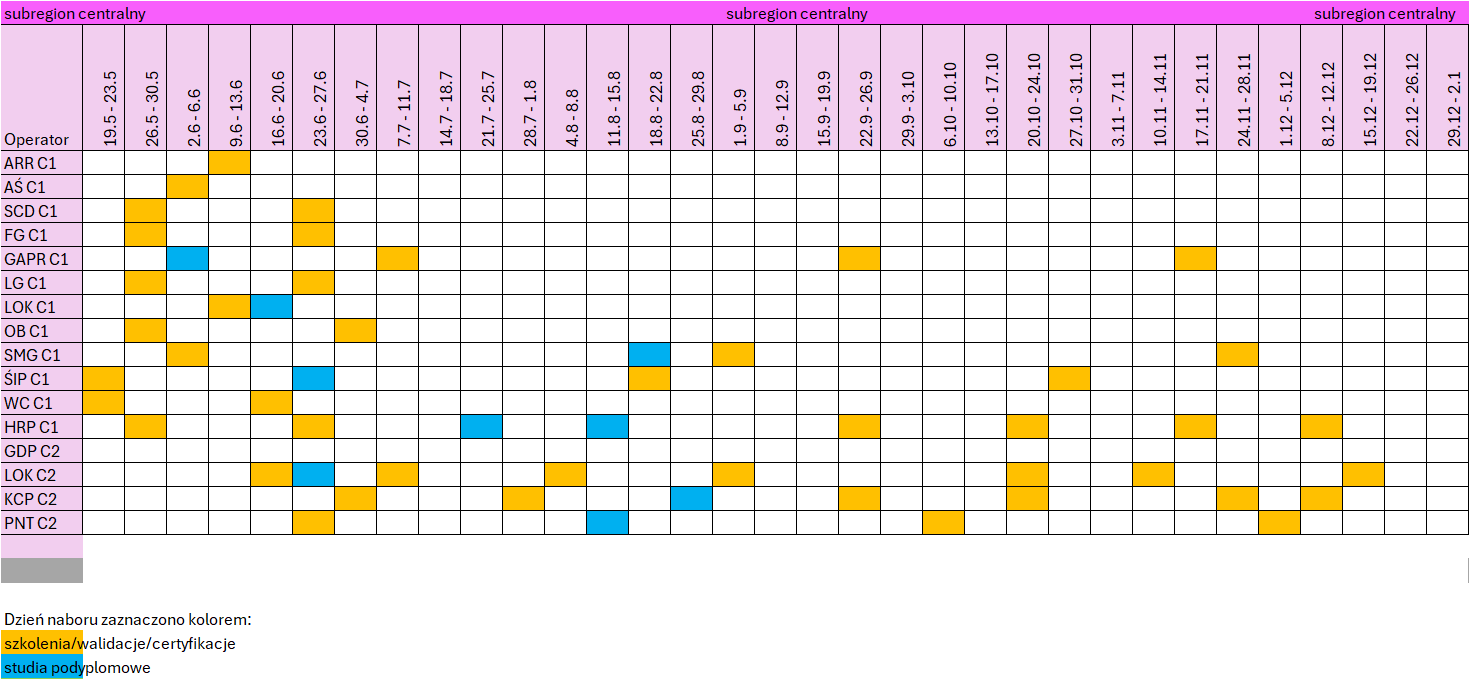 subregion centralny subregion centralny subregion centralny
Operator 19.5 - 23.5 26.5 - 30.5 2.6 - 6.6 9.6 - 13.6 16.6 - 20.6 23.6 - 27.6 30.6 - 4.7 7.7 - 11.7 14.7 - 18.7 21.7 - 25.7 28.7 - 1.8 4.8 - 8.8 11.8 - 15.8 18.8 - 22.8 25.8 - 29.8 1.9 - 5.9 8.9 - 12.9 15.9 - 19.9 22.9 - 26.9 29.9 - 3.10 6.10 - 10.10 13.10 - 17.10 20.10 - 24.10 27.10 - 31.10 3.11 - 7.11 10.11 - 14.11 17.11 - 21.11 24.11 - 28.11 1.12 - 5.12 8.12 - 12.12 15.12 - 19.12 22.12 - 26.12 29.12 - 2.1
ARR C1
AŚ C1
SCD C1
FG C1
GAPR C1
LG C1
LOK C1
OB C1
SMG C1
ŚIP C1
WC C1
HRP C1
GDP C2
LOK C2
KCP C2
PNT C2
Dzień naboru zaznaczono kolorem:
szkolenia/walidacje/certyfikacje
studia podyplomowe